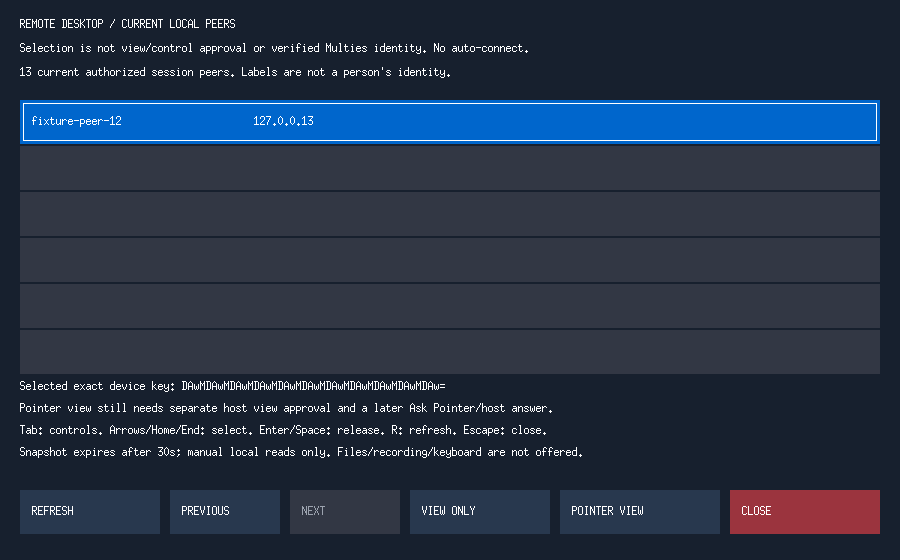 REMOTE DESKTOP / CURRENT LOCAL PEERS
Selection is not view/control approval or verified Multies identity. No auto-connect.
13 current authorized session peers. Labels are not a person's identity.
fixture-peer-12 127.0.0.13
Selected exact device key: DAwMDAwMDAwMDAwMDAwMDAwMDAwMDAwMDAwMDAwMDAw=
Pointer view still needs separate host view approval and a later Ask Pointer/host answer.
Tab: controls. Arrows/Home/End: select. Enter/Space: release. R: refresh. Escape: close.
Snapshot expires after 30s; manual local reads only. Files/recording/keyboard are not offered.
REFRESH PREVIOUS NEXT VIEW ONLY POINTER VIEW CLOSE